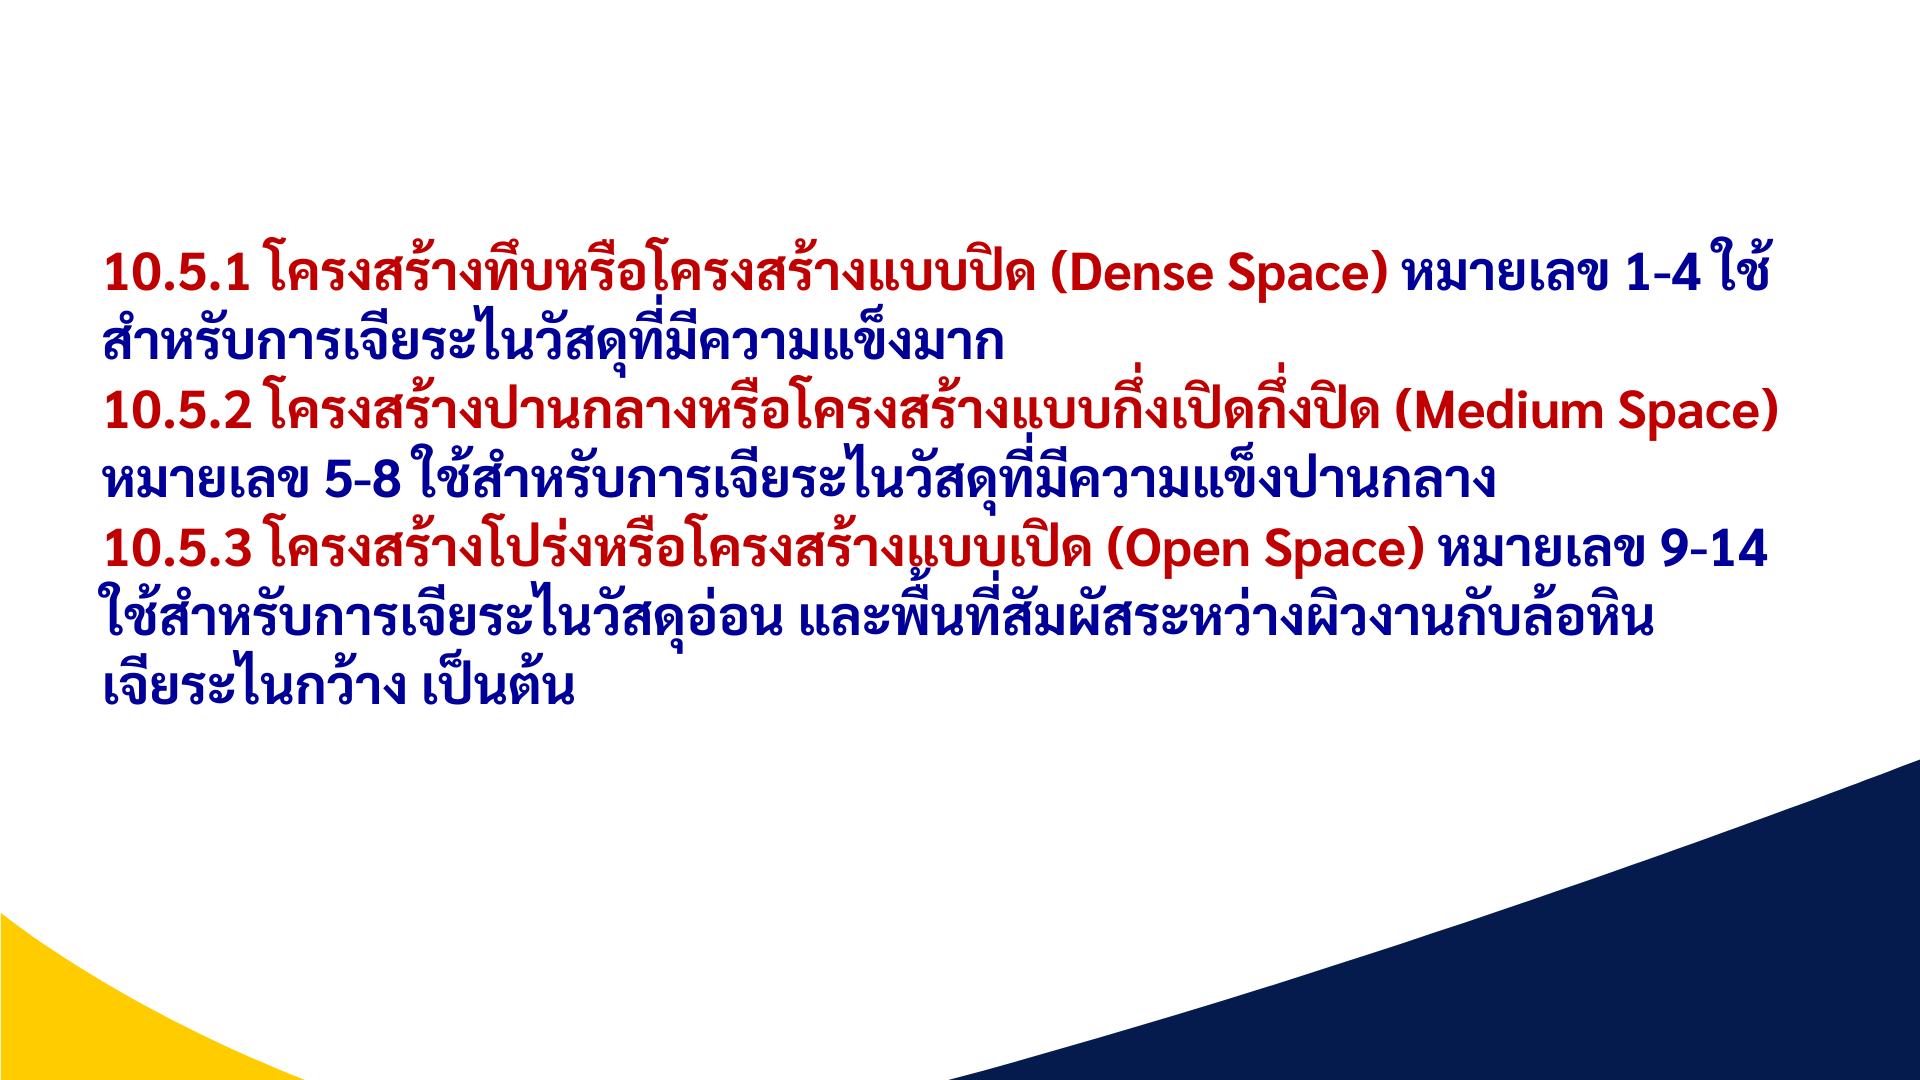 10.5.1 โครงสร้างทึบหรือโครงสร้างแบบปิด (Dense Space) หมายเลข 1-4 ใช้
สำหรับการเจียระไนวัสดุที่มีความแข็งมาก
10.5.2 โครงสร้างปานกลางหรือโครงสร้างแบบกึ่งเปิดกึ่งปิด (Medium Space)
หมายเลข 5-8 ใช้สำหรับการเจียระไนวัสดุที่มีความแข็งปานกลาง
10.5.3 โครงสร้างโปร่งหรือโครงสร้างแบบเปิด (Open Space) หมายเลข 9-14
ใช้สำหรับการเจียระไนวัสดุอ่อน และพื้นที่สัมผัสระหว่างผิวงานกับล้อหิน
เจียระไนกว้าง เป็นต้น